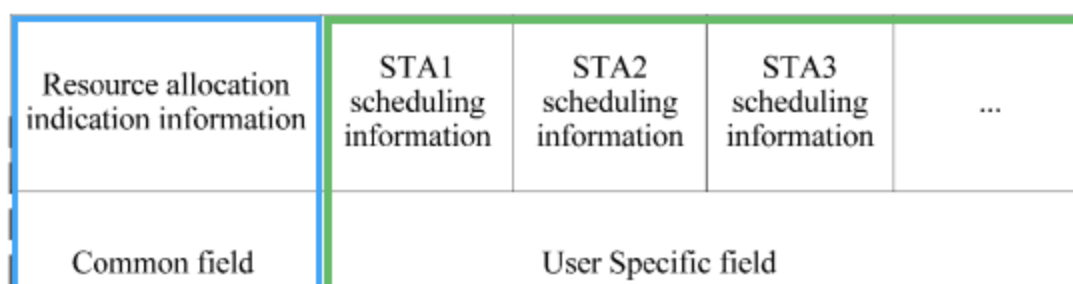 Resource allocation
indication information
STA1
scheduling
information
STA2
scheduling
information
STA3
scheduling
information
...
Common field
User Specific field